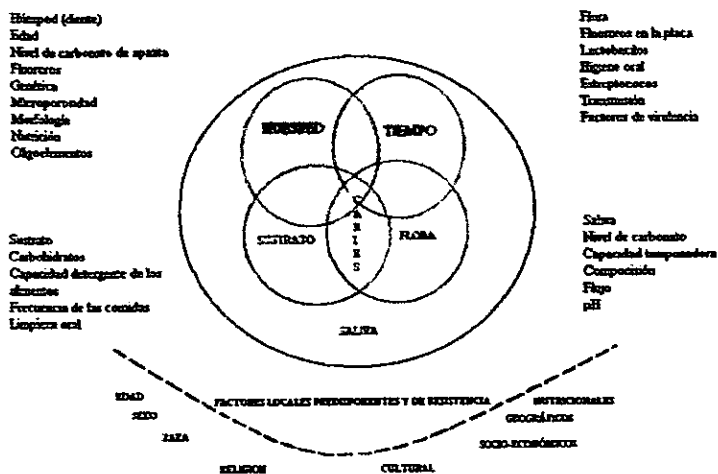 Huésped (diente)
Edad
Nivel de carbonato de apatita
Fluoruros
Genética
Microporosidad
Morfología
Nutrición
Oligoelementos
Flora
Fluoruros en la placa
Lactobacilos
Higiene oral
Estreptococos
Transmisión
Factores de virulencia
HUESPED
TIEMPO
SUSTRATO
FLORA
CARIES
SALIVA
Sustrato
Carbohidratos
Capacidad detergente de los
alimentos
Frecuencia de las comidas
Limpieza oral
Saliva
Nivel de carbonato
Capacidad tamponadora
Composición
Flujo
pH
EDAD
SEXO
RAZA
RELIGION
FACTORES LOCALES PREDISPONENTES Y DE RESISTENCIA
CULTURAL
NUTRICIONALES
GEOGRÁFICOS
SOCIO-ECONÓMICOS